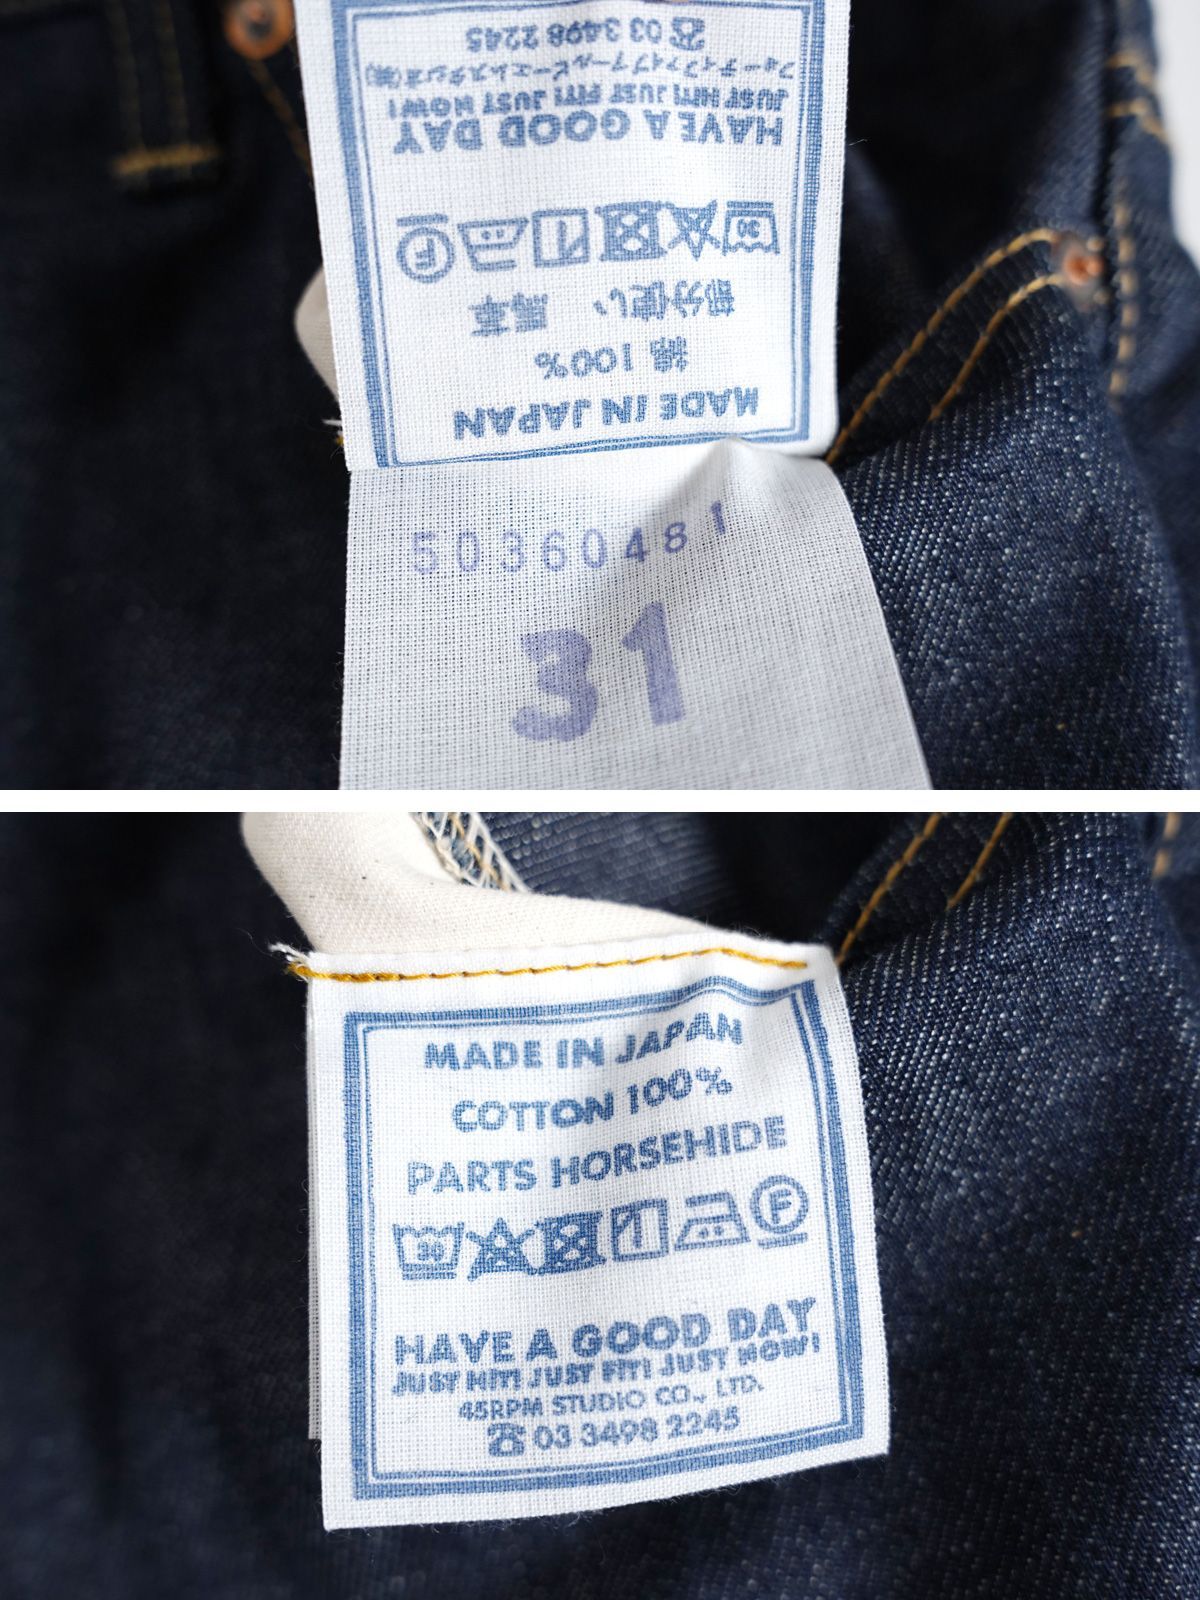 ☎ 03 3498 2245
フォーティファイブアールピーエムスタジオ(株)
JUST HIT! JUST FIT! JUST NOW!
HAVE A GOOD DAY
F 30
部分使い、馬革
綿 100%
MADE IN JAPAN
50360481
31
MADE IN JAPAN
COTTON 100%
PARTS HORSEHIDE
30 F
HAVE A GOOD DAY
JUST HIT! JUST FIT! JUST NOW!
45RPM STUDIO CO., LTD.
☎ 03 3498 2245